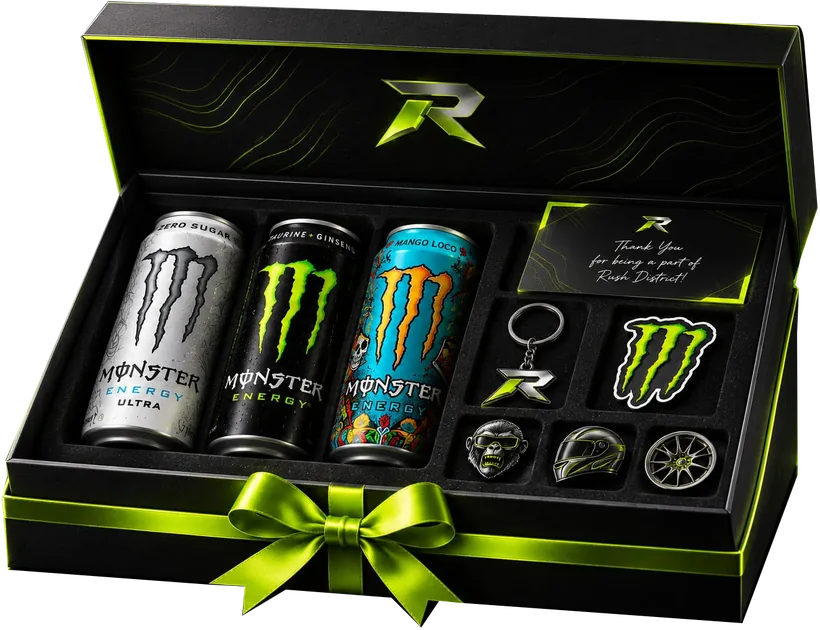 R
ZERO SUGAR
MONSTER
ENERGY
ULTRA
TAURINE + GINSENG
MONSTER
ENERGY
MANGO LOCO
MONSTER
ENERGY
R
Thank You
for being a part of
Rush District!
R